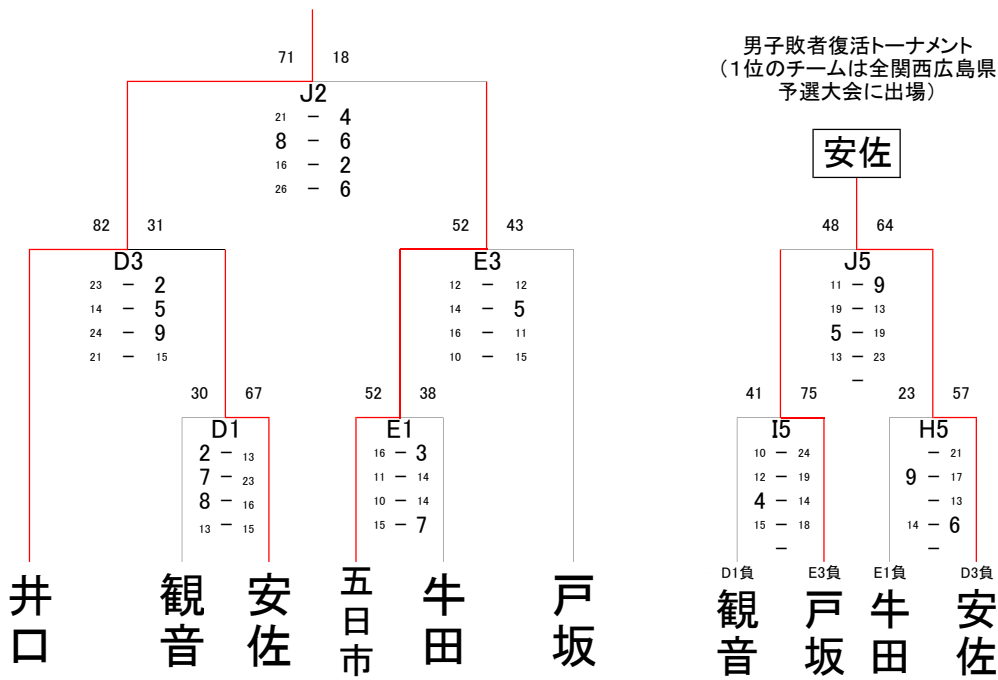 71 18
J2
21 － 4
8 － 6
16 － 2
26 － 6
82 31
D3
23 － 2
14 － 5
24 － 9
21 － 15
52 43
E3
12 － 12
14 － 5
16 － 11
10 － 15
30 67
D1
2 － 13
7 － 23
8 － 16
13 － 15
52 38
E1
16 － 3
11 － 14
10 － 14
15 － 7
井口
観音
安佐
五日市
牛田
戸坂
男子敗者復活トーナメント
（１位のチームは全関西広島県
予選大会に出場）
安佐
48 64
J5
11 － 9
19 － 13
5 － 19
13 － 23
－
41 75
I5
10 － 24
12 － 19
4 － 14
15 － 18
－
23 57
H5
－ 21
9 － 17
－ 13
14 － 6
－
D1負
観音
E3負
戸坂
E1負
牛田
D3負
安佐